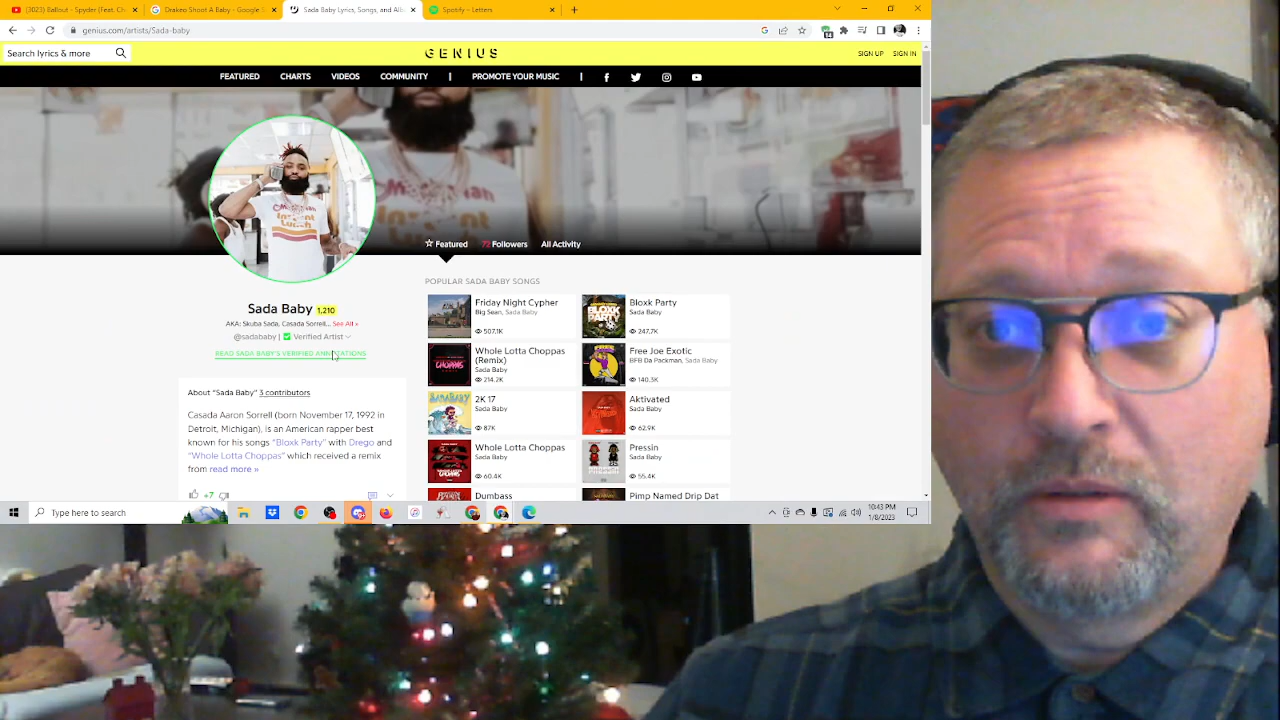 (3023) Ballout - Spyder (Feat. Ch
Drakeo Shoot A Baby - Google S
Sada Baby Lyrics, Songs, and Alb
Spotify – Letters
genius.com/artists/Sada-baby
Search lyrics & more
GENIUS
SIGN UP
SIGN IN
FEATURED
CHARTS
VIDEOS
COMMUNITY
PROMOTE YOUR MUSIC
Featured
72 Followers
All Activity
Sada Baby 1,210
AKA: Skuba Sada, Casada Sorrell... See All
@sadababy | Verified Artist
READ SADA BABY'S VERIFIED ANNOTATIONS
About “Sada Baby” 3 contributors
Casada Aaron Sorrell (born November 17, 1992 in
Detroit, Michigan), is an American rapper best
known for his songs “Bloxk Party” with Drego and
“Whole Lotta Choppas” which received a remix
from read more »
+7
POPULAR SADA BABY SONGS
Friday Night Cypher
Big Sean, Sada Baby
507.1K
Bloxk Party
Sada Baby
247.7K
Whole Lotta Choppas
(Remix)
Sada Baby
214.2K
Free Joe Exotic
BFB Da Packman, Sada Baby
140.3K
2K 17
Sada Baby
87K
Aktivated
Sada Baby
62.9K
Whole Lotta Choppas
Sada Baby
60.4K
Pressin
Sada Baby
55.4K
Dumbass
Pimp Named Drip Dat
Type here to search
10:43 PM
1/8/2023